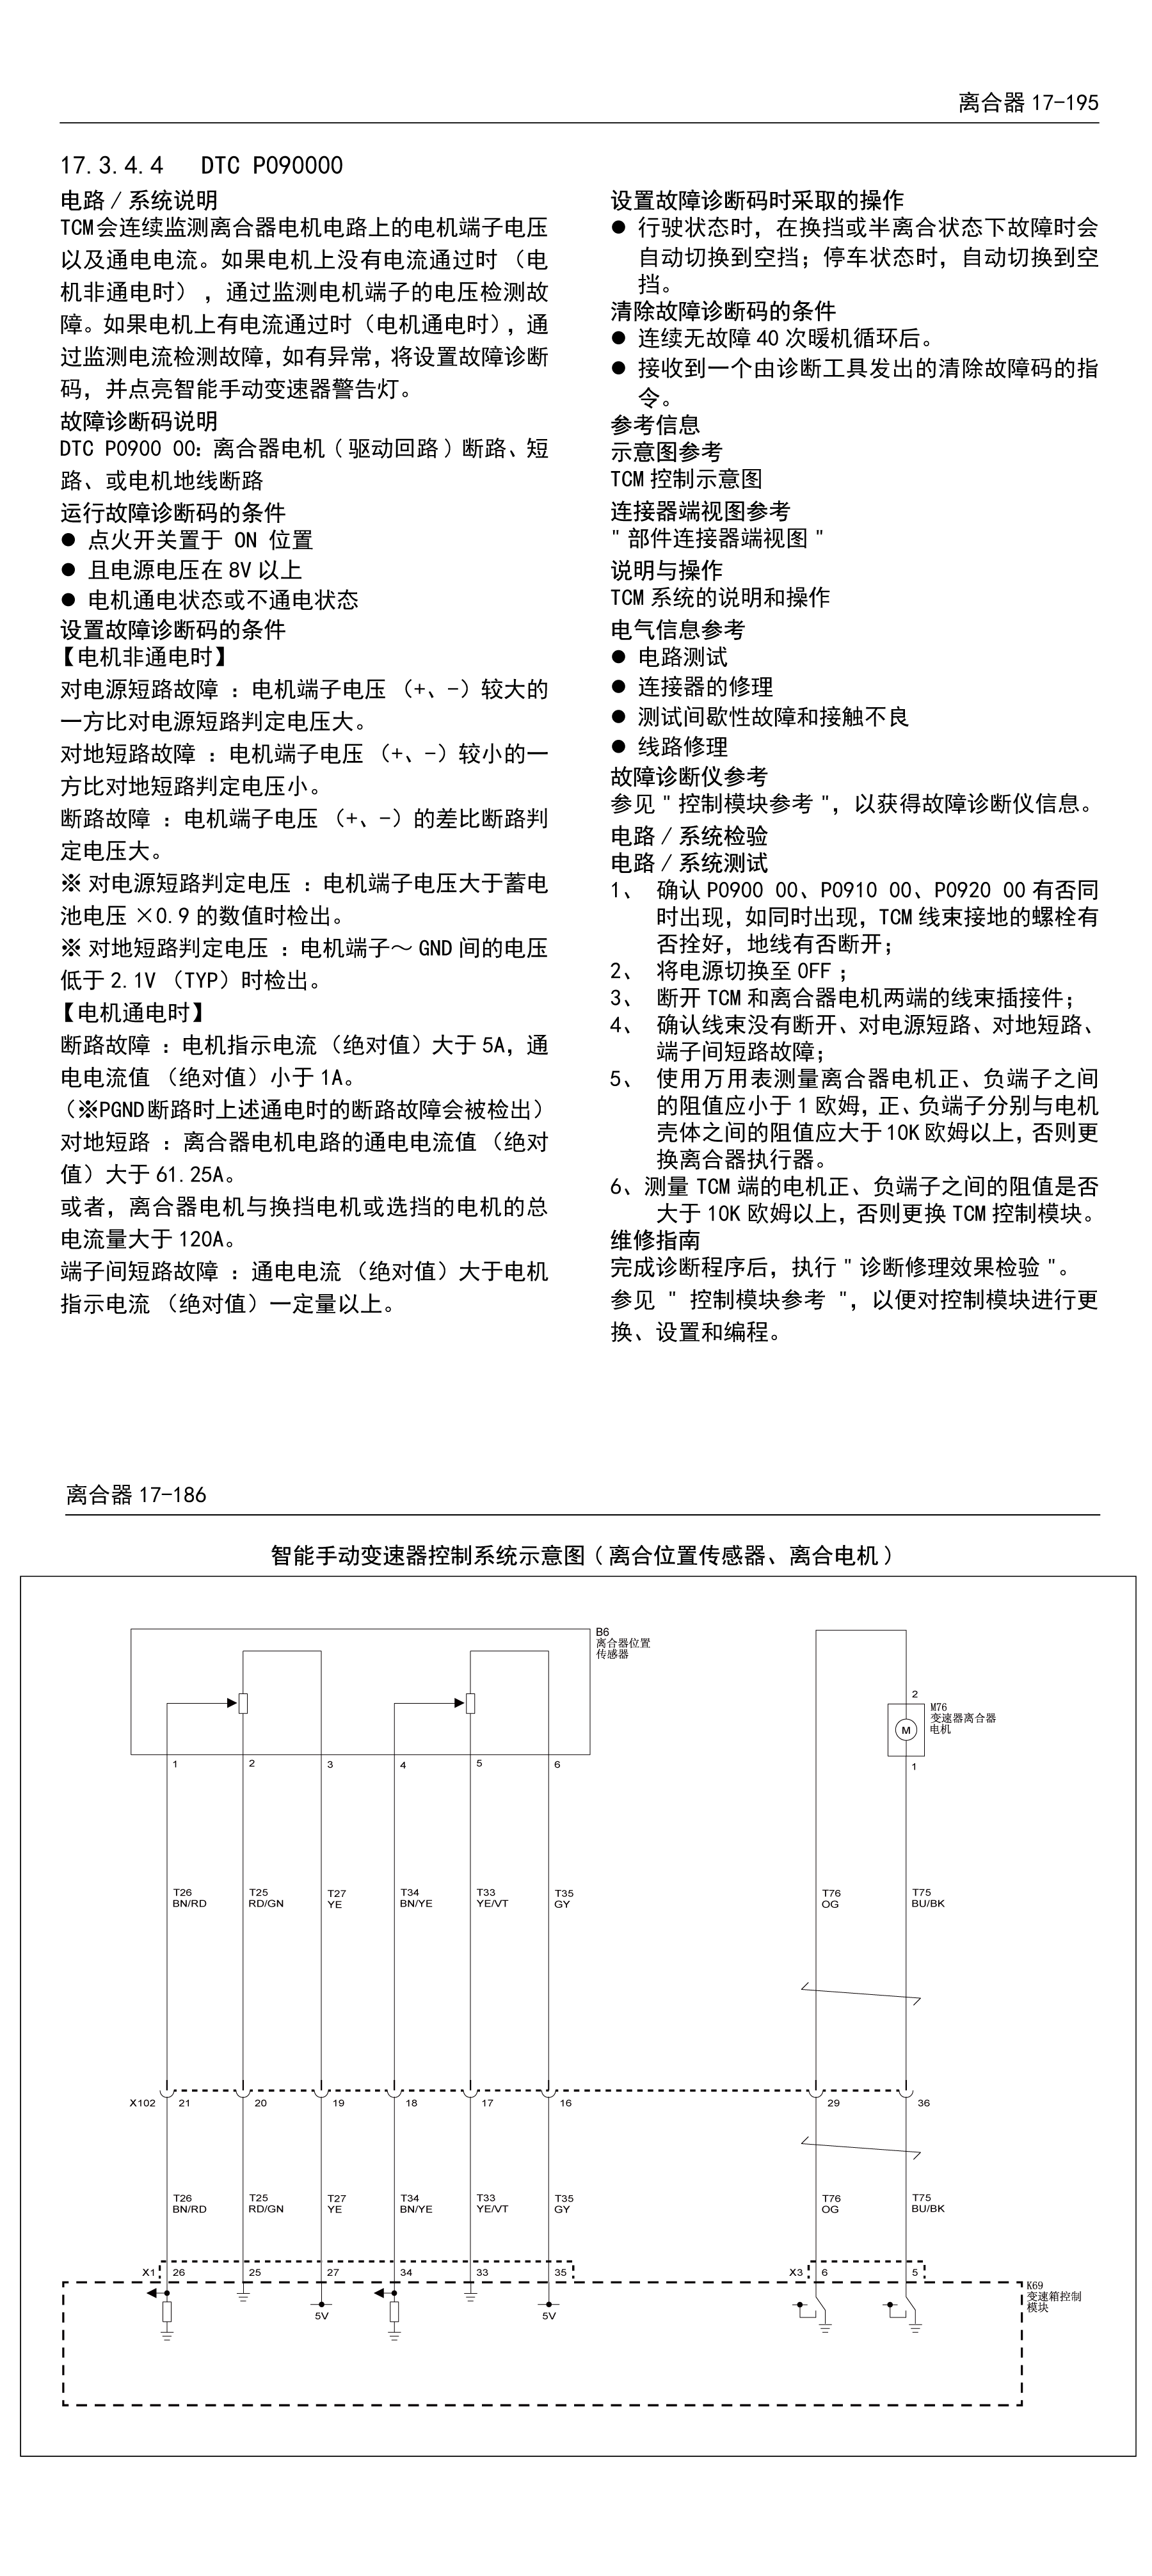 离合器 17-195
17.3.4.4 DTC P090000
电路/系统说明
TCM会连续监测离合器电机电路上的电机端子电压
以及通电电流。如果电机上没有电流通过时（电
机非通电时），通过监测电机端子的电压检测故
障。如果电机上有电流通过时（电机通电时），通
过监测电流检测故障，如有异常，将设置故障诊断
码，并点亮智能手动变速器警告灯。
故障诊断码说明
DTC P0900 00：离合器电机（驱动回路）断路、短
路、或电机地线断路
运行故障诊断码的条件
● 点火开关置于 ON 位置
● 且电源电压在 8V 以上
● 电机通电状态或不通电状态
设置故障诊断码的条件
【电机非通电时】
对电源短路故障 ：电机端子电压（+、-）较大的
一方比对电源短路判定电压大。
对地短路故障 ：电机端子电压（+、-）较小的一
方比对地短路判定电压小。
断路故障 ：电机端子电压（+、-）的差比断路判
定电压大。
※ 对电源短路判定电压 ：电机端子电压大于蓄电
池电压 ×0.9 的数值时检出。
※ 对地短路判定电压 ：电机端子～ GND 间的电压
低于 2.1V （TYP）时检出。
【电机通电时】
断路故障 ：电机指示电流（绝对值）大于 5A，通
电电流值（绝对值）小于 1A。
（※PGND断路时上述通电时的断路故障会被检出）
对地短路 ：离合器电机电路的通电电流值（绝对
值）大于 61.25A。
或者，离合器电机与换挡电机或选挡的电机的总
电流量大于 120A。
端子间短路故障 ：通电电流（绝对值）大于电机
指示电流（绝对值）一定量以上。
设置故障诊断码时采取的操作
● 行驶状态时，在换挡或半离合状态下故障时会
自动切换到空挡；停车状态时，自动切换到空
挡。
清除故障诊断码的条件
● 连续无故障 40 次暖机循环后。
● 接收到一个由诊断工具发出的清除故障码的指
令。
参考信息
示意图参考
TCM 控制示意图
连接器端视图参考
" 部件连接器端视图 "
说明与操作
TCM 系统的说明和操作
电气信息参考
● 电路测试
● 连接器的修理
● 测试间歇性故障和接触不良
● 线路修理
故障诊断仪参考
参见 " 控制模块参考 "，以获得故障诊断仪信息。
电路/系统检验
电路/系统测试
1、 确认 P0900 00、P0910 00、P0920 00 有否同
时出现，如同时出现，TCM 线束接地的螺栓有
否拴好，地线有否断开；
2、 将电源切换至 OFF ；
3、 断开 TCM 和离合器电机两端的线束插接件；
4、 确认线束没有断开、对电源短路、对地短路、
端子间短路故障；
5、 使用万用表测量离合器电机正、负端子之间
的阻值应小于 1 欧姆，正、负端子分别与电机
壳体之间的阻值应大于10K欧姆以上，否则更
换离合器执行器。
6、测量 TCM 端的电机正、负端子之间的阻值是否
大于 10K 欧姆以上，否则更换 TCM 控制模块。
维修指南
完成诊断程序后，执行 " 诊断修理效果检验 "。
参见 " 控制模块参考 "，以便对控制模块进行更
换、设置和编程。
离合器 17-186
智能手动变速器控制系统示意图（离合位置传感器、离合电机）
B6
离合器位置
传感器
2
M76
变速器离合器
电机
M
1
1 2 3 4 5 6
T26 T25 T27 T34 T33 T35 T76 T75
BN/RD RD/GN YE BN/YE YE/VT GY OG BU/BK
X102 21 20 19 18 17 16 29 36
T26 T25 T27 T34 T33 T35 T76 T75
BN/RD RD/GN YE BN/YE YE/VT GY OG BU/BK
X1 26 25 27 34 33 35 X3 6 5
K69
变速箱控制
模块
5V 5V